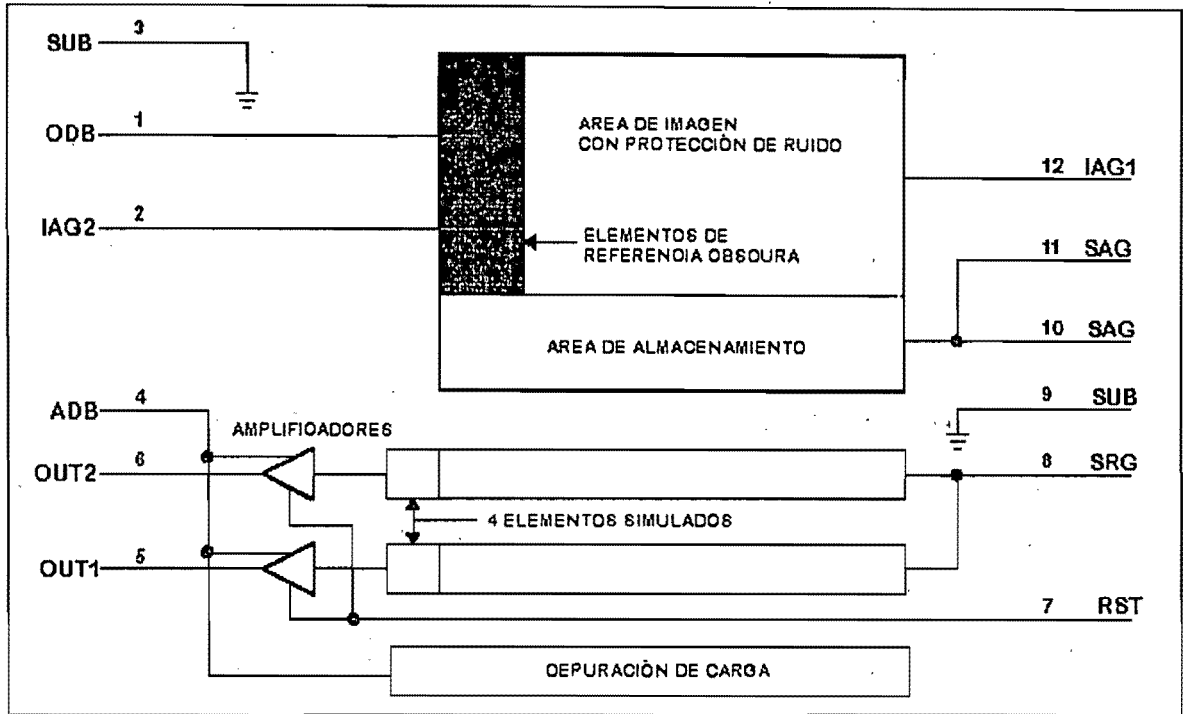 SUB 3
ODB 1
IAG2 2
AREA DE IMAGEN
CON PROTECCIÒN DE RUIDO
ELEMENTOS DE
REFERENOIA OBSOURA
12 IAG1
11 SAG
AREA DE ALMACENAMIENTO
10 SAG
9 SUB
ADB 4
AMPLIFIOADORES
OUT2 6
8 SRG
4 ELEMENTOS SIMULADOS
OUT1 5
7 RST
DEPURACIÒN DE CARGA